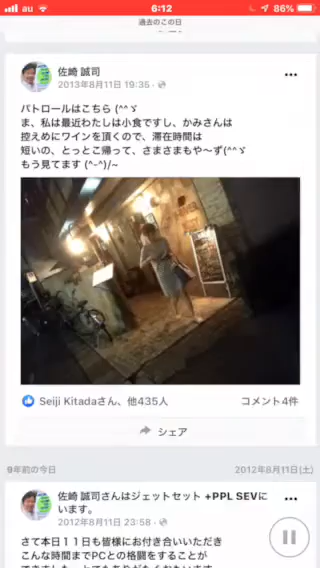 au 6:12 86%
過去のこの日
佐崎 誠司
2013年8月11日 19:35
パトロールはこちら (^^ゞ
ま、私は最近わたしは小食ですし、かみさんは
控えめにワインを頂くので、滞在時間は
短いの、とっとこ帰って、さまさまもや〜ず(^^ゞ
もう見てます (^-^)/~
Seiji Kitadaさん、他435人 コメント4件
シェア
9年前の今日 2012年8月11日(土)
佐崎 誠司さんはジェットセット +PPL SEVに
います。
2012年8月11日 23:58
さて本日11日も皆様にお付き合いいただき
こんな時間までPCとの格闘をすることが